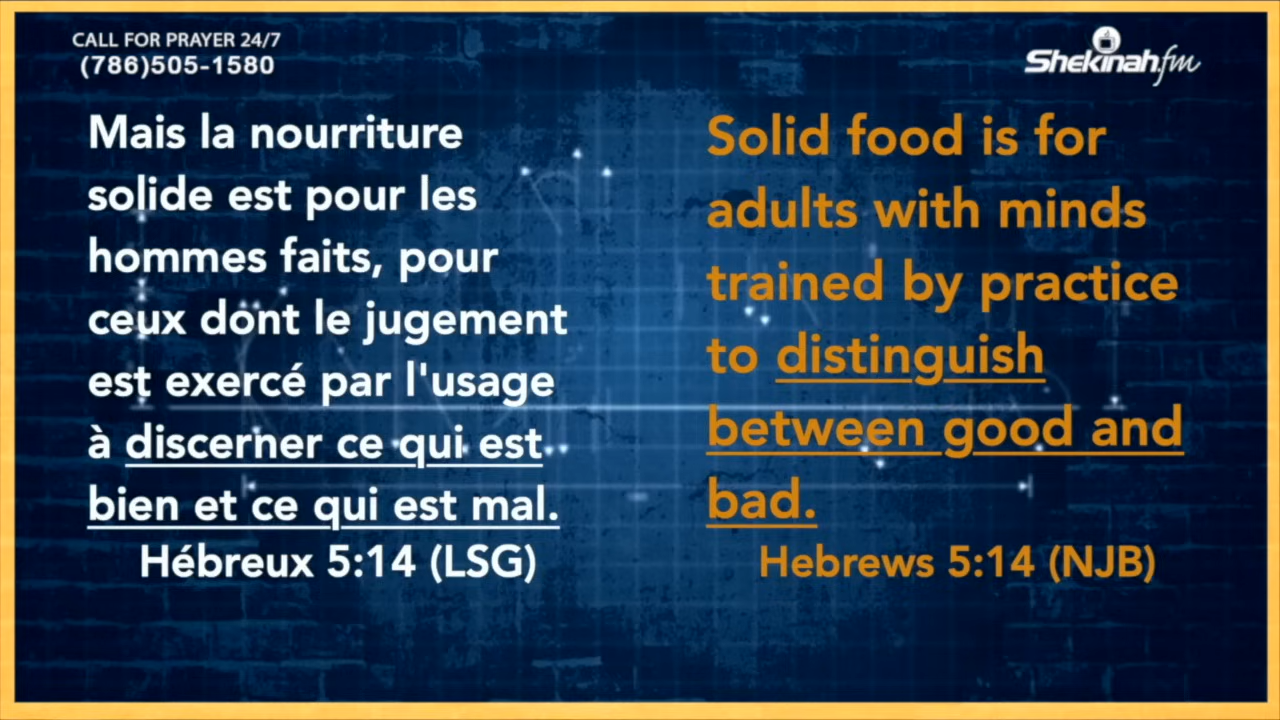 CALL FOR PRAYER 24/7
(786)505-1580
Shekinah.fm
Mais la nourriture
solide est pour les
hommes faits, pour
ceux dont le jugement
est exercé par l'usage
à discerner ce qui est
bien et ce qui est mal.
Hébreux 5:14 (LSG)
Solid food is for
adults with minds
trained by practice
to distinguish
between good and
bad.
Hebrews 5:14 (NJB)